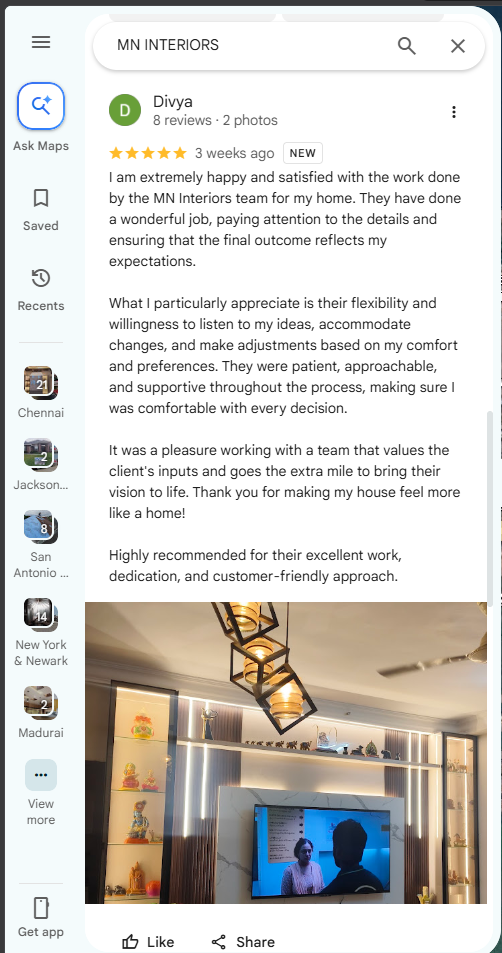 MN INTERIORS
Ask Maps
Saved
Recents
21
Chennai
2
Jackson...
8
San
Antonio ...
14
New York
& Newark
2
Madurai
View
more
Get app
D
Divya
8 reviews · 2 photos
3 weeks ago NEW
I am extremely happy and satisfied with the work done
by the MN Interiors team for my home. They have done
a wonderful job, paying attention to the details and
ensuring that the final outcome reflects my
expectations.
What I particularly appreciate is their flexibility and
willingness to listen to my ideas, accommodate
changes, and make adjustments based on my comfort
and preferences. They were patient, approachable,
and supportive throughout the process, making sure I
was comfortable with every decision.
It was a pleasure working with a team that values the
client's inputs and goes the extra mile to bring their
vision to life. Thank you for making my house feel more
like a home!
Highly recommended for their excellent work,
dedication, and customer-friendly approach.
Like
Share